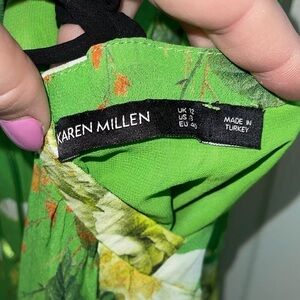 KAREN MILLEN
UK 12
US 8
EU 40
MADE IN
TURKEY